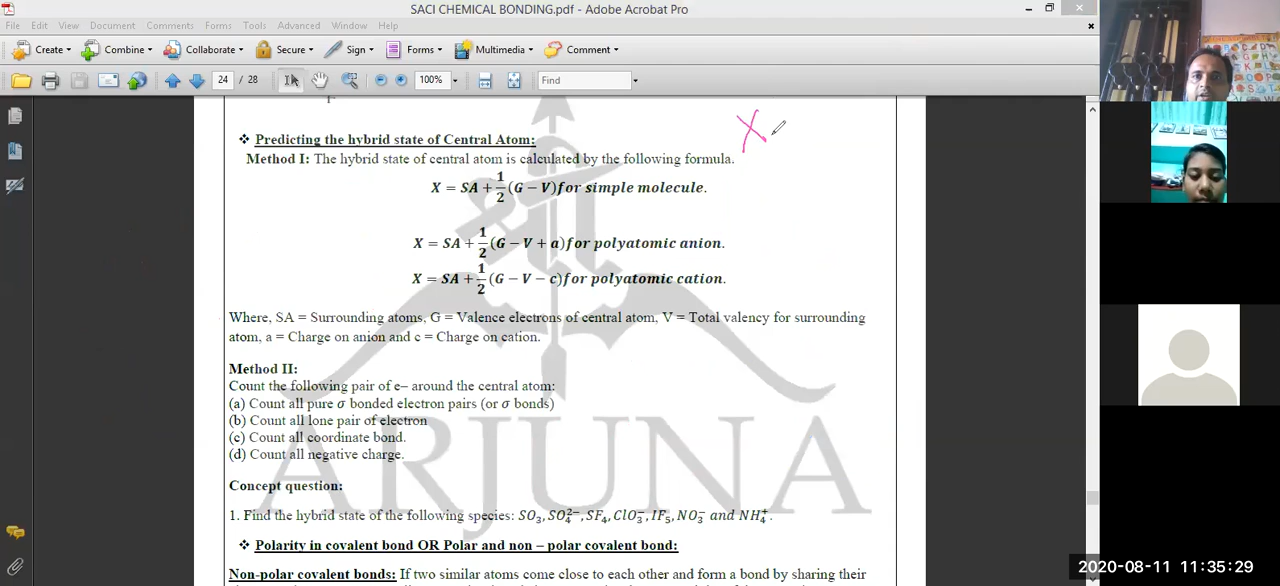 SACI CHEMICAL BONDING.pdf - Adobe Acrobat Pro
File Edit View Document Comments Forms Tools Advanced Window Help
Create Combine Collaborate Secure Sign Forms Multimedia Comment
24 / 28 100% Find
X
❖ Predicting the hybrid state of Central Atom:
Method I: The hybrid state of central atom is calculated by the following formula.
X = SA + 1/2 (G − V) for simple molecule.
X = SA + 1/2 (G − V + a) for polyatomic anion.
X = SA + 1/2 (G − V − c) for polyatomic cation.
Where, SA = Surrounding atoms, G = Valence electrons of central atom, V = Total valency for surrounding
atom, a = Charge on anion and c = Charge on cation.
Method II:
Count the following pair of e– around the central atom:
(a) Count all pure σ bonded electron pairs (or σ bonds)
(b) Count all lone pair of electron
(c) Count all coordinate bond.
(d) Count all negative charge.
Concept question:
1. Find the hybrid state of the following species: SO₃, SO₄²⁻, SF₄, ClO₃⁻, IF₅, NO₃⁻ and NH₄⁺.
❖ Polarity in covalent bond OR Polar and non – polar covalent bond:
Non-polar covalent bonds: If two similar atoms come close to each other and form a bond by sharing their
श्री
ARJUNA
2020-08-11 11:35:29